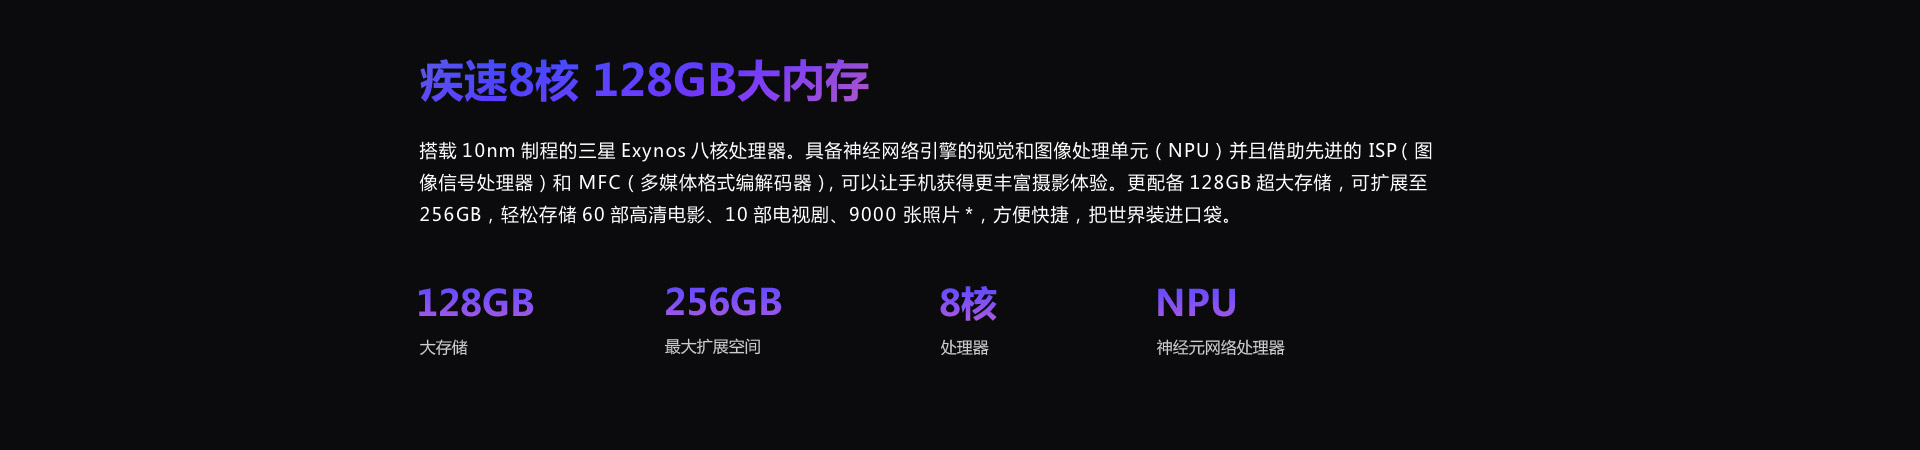 疾速8核 128GB大内存
搭载 10nm 制程的三星 Exynos 八核处理器。具备神经网络引擎的视觉和图像处理单元（NPU）并且借助先进的 ISP（图
像信号处理器）和 MFC（多媒体格式编解码器），可以让手机获得更丰富摄影体验。更配备 128GB 超大存储，可扩展至
256GB，轻松存储 60 部高清电影、10 部电视剧、9000 张照片 *，方便快捷，把世界装进口袋。
128GB 256GB 8核 NPU
大存储 最大扩展空间 处理器 神经元网络处理器